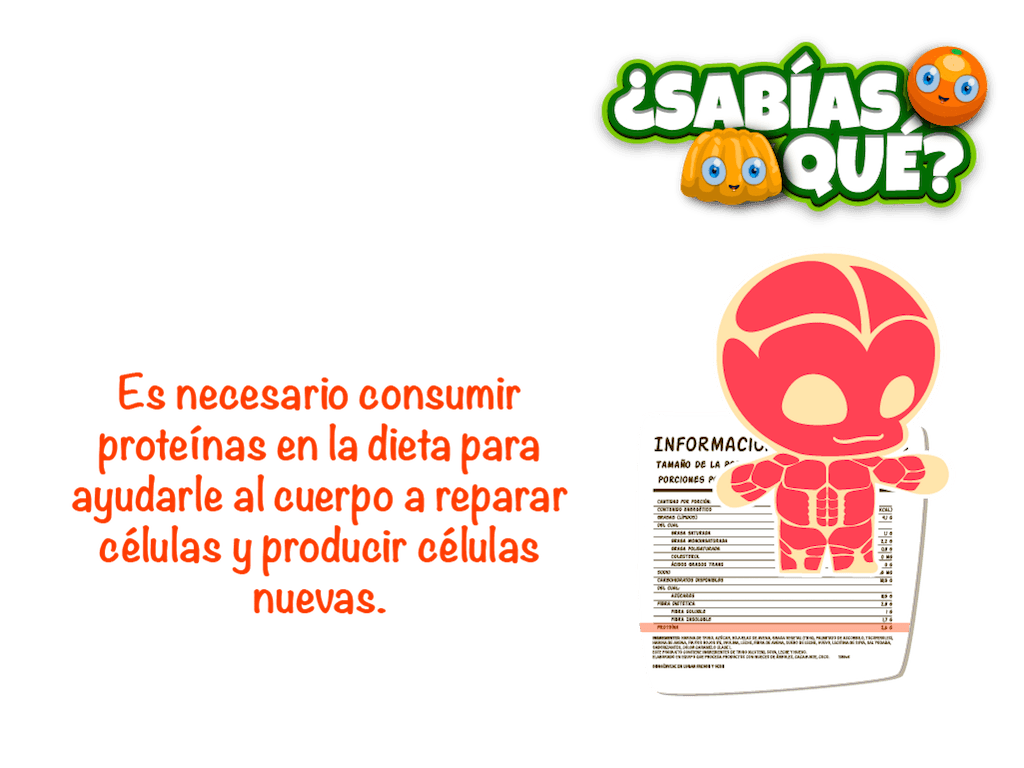 ¿SABÍAS
QUÉ?
Es necesario consumir
proteínas en la dieta para
ayudarle al cuerpo a reparar
células y producir células
nuevas.
TAMAÑO DE LA
PORCIONES
CANTIDAD POR PORCIÓN:
CONTENIDO ENERGÉTICO
GRASAS (LÍPIDOS)
DEL CUAL
GRASA SATURADA
GRASA MONOINSATURADA
GRASA POLISATURADA
COLESTEROL
ÁCIDOS GRASOS TRANS
SODIO
CARBOHIDRATOS DISPONIBLES
DEL CUAL:
AZÚCARES
FIBRA DIETÉTICA
FIBRA SOLUBLE
FIBRA INSOLUBLE
PROTEÍNA